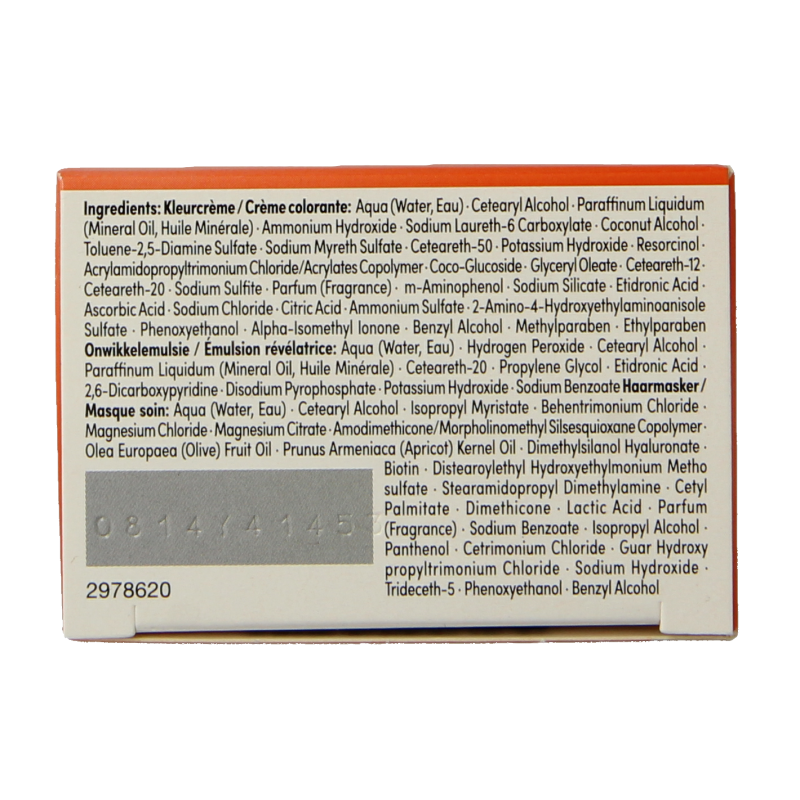 Ingredients: Kleurcrème / Crème colorante: Aqua (Water, Eau) · Cetearyl Alcohol · Paraffinum Liquidum
(Mineral Oil, Huile Minérale) · Ammonium Hydroxide · Sodium Laureth-6 Carboxylate · Coconut Alcohol ·
Toluene-2,5-Diamine Sulfate · Sodium Myreth Sulfate · Ceteareth-50 · Potassium Hydroxide · Resorcinol ·
Acrylamidopropyltrimonium Chloride/Acrylates Copolymer · Coco-Glucoside · Glyceryl Oleate · Ceteareth-12 ·
Ceteareth-20 · Sodium Sulfite · Parfum (Fragrance) · m-Aminophenol · Sodium Silicate · Etidronic Acid ·
Ascorbic Acid · Sodium Chloride · Citric Acid · Ammonium Sulfate · 2-Amino-4-Hydroxyethylaminoanisole
Sulfate · Phenoxyethanol · Alpha-Isomethyl Ionone · Benzyl Alcohol · Methylparaben · Ethylparaben
Onwikkelemulsie / Émulsion révélatrice: Aqua (Water, Eau) · Hydrogen Peroxide · Cetearyl Alcohol ·
Paraffinum Liquidum (Mineral Oil, Huile Minérale) · Ceteareth-20 · Propylene Glycol · Etidronic Acid ·
2,6-Dicarboxypyridine · Disodium Pyrophosphate · Potassium Hydroxide · Sodium Benzoate Haarmasker /
Masque soin: Aqua (Water, Eau) · Cetearyl Alcohol · Isopropyl Myristate · Behentrimonium Chloride ·
Magnesium Chloride · Magnesium Citrate · Amodimethicone/Morpholinomethyl Silsesquioxane Copolymer ·
Olea Europaea (Olive) Fruit Oil · Prunus Armeniaca (Apricot) Kernel Oil · Dimethylsilanol Hyaluronate ·
Biotin · Distearoylethyl Hydroxyethylmonium Metho
sulfate · Stearamidopropyl Dimethylamine · Cetyl
Palmitate · Dimethicone · Lactic Acid · Parfum
(Fragrance) · Sodium Benzoate · Isopropyl Alcohol ·
Panthenol · Cetrimonium Chloride · Guar Hydroxy
propyltrimonium Chloride · Sodium Hydroxide ·
Trideceth-5 · Phenoxyethanol · Benzyl Alcohol
0814741453
2978620